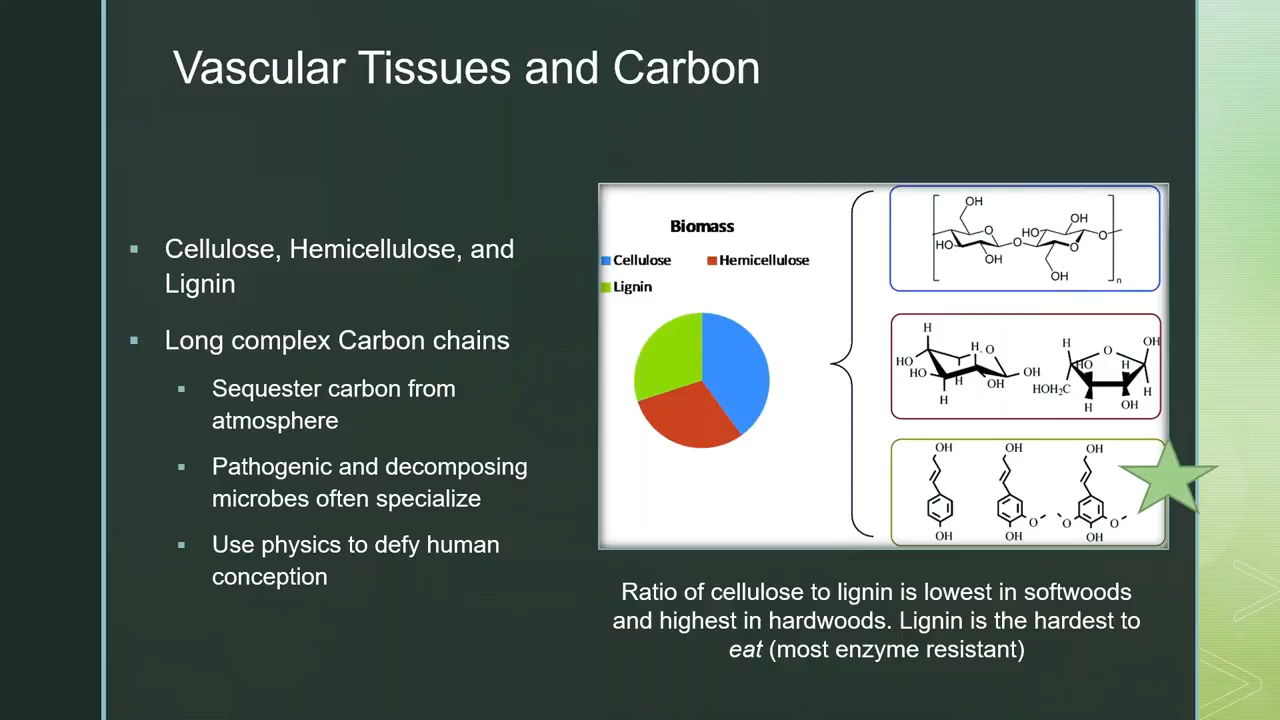 Vascular Tissues and Carbon
▪ Cellulose, Hemicellulose, and
Lignin
▪ Long complex Carbon chains
▪ Sequester carbon from
atmosphere
▪ Pathogenic and decomposing
microbes often specialize
▪ Use physics to defy human
conception
Biomass
Cellulose Hemicellulose
Lignin
OH
OH
HO
O
HO
O
O
O
OH
OH
n
H
H
O
HO
HO
H
OH
OH
H
H
O
OH
HO
H
HOH₂C
H
H
OH
OH OH OH
O O O
OH OH OH
Ratio of cellulose to lignin is lowest in softwoods
and highest in hardwoods. Lignin is the hardest to
eat (most enzyme resistant)